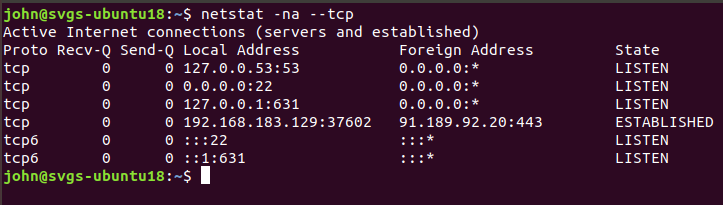 john@svgs-ubuntu18:~$ netstat -na --tcp
Active Internet connections (servers and established)
Proto Recv-Q Send-Q Local Address           Foreign Address         State
tcp        0      0 127.0.0.53:53           0.0.0.0:*               LISTEN
tcp        0      0 0.0.0.0:22              0.0.0.0:*               LISTEN
tcp        0      0 127.0.0.1:631           0.0.0.0:*               LISTEN
tcp        0      0 192.168.183.129:37602   91.189.92.20:443        ESTABLISHED
tcp6       0      0 :::22                   :::*                    LISTEN
tcp6       0      0 ::1:631                 :::*                    LISTEN
john@svgs-ubuntu18:~$